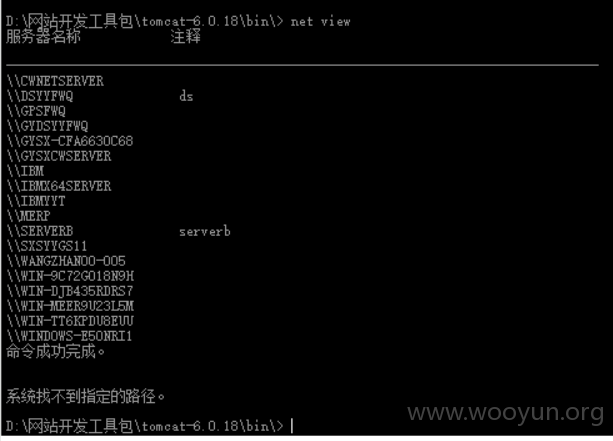 D:\网站开发工具包\tomcat-6.0.18\bin\> net view
服务器名称 注释
\\CWNETSERVER
\\DSYYFWQ ds
\\GPSFWQ
\\GYDSYYFWQ
\\GYSX-CFA6630C68
\\GYSXCWSERVER
\\IBM
\\IBMX64SERVER
\\IBMYYT
\\MERP
\\SERVERB serverb
\\SXSYYGS11
\\WANGZHAN00-005
\\WIN-9C72G018N9H
\\WIN-DJB435RDRS7
\\WIN-MEER9U23L5M
\\WIN-TT6KPDU8EUU
\\WINDOWS-E50NRI1
命令成功完成。
系统找不到指定的路径。
D:\网站开发工具包\tomcat-6.0.18\bin\>
www.wooyun.org